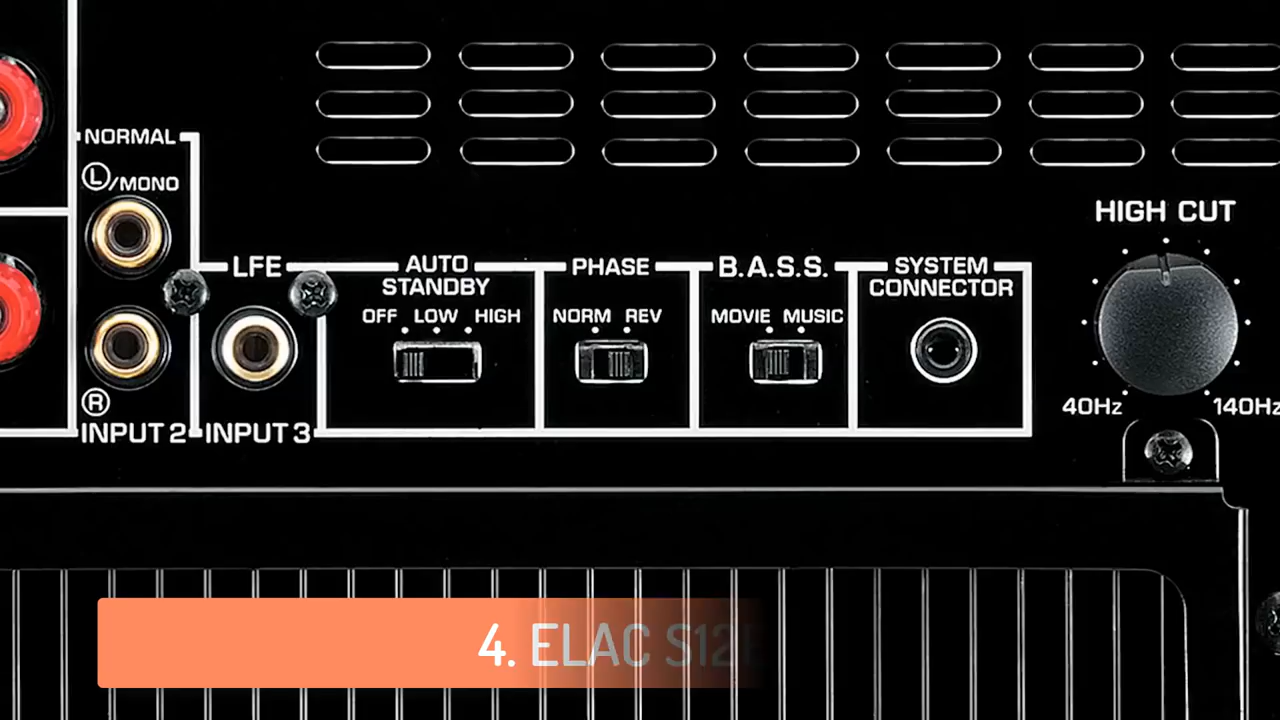 NORMAL
L/MONO
R
INPUT 2
LFE
INPUT 3
AUTO
STANDBY
OFF LOW HIGH
PHASE
NORM REV
B.A.S.S.
MOVIE MUSIC
SYSTEM
CONNECTOR
HIGH CUT
40Hz 140Hz
4. ELAC